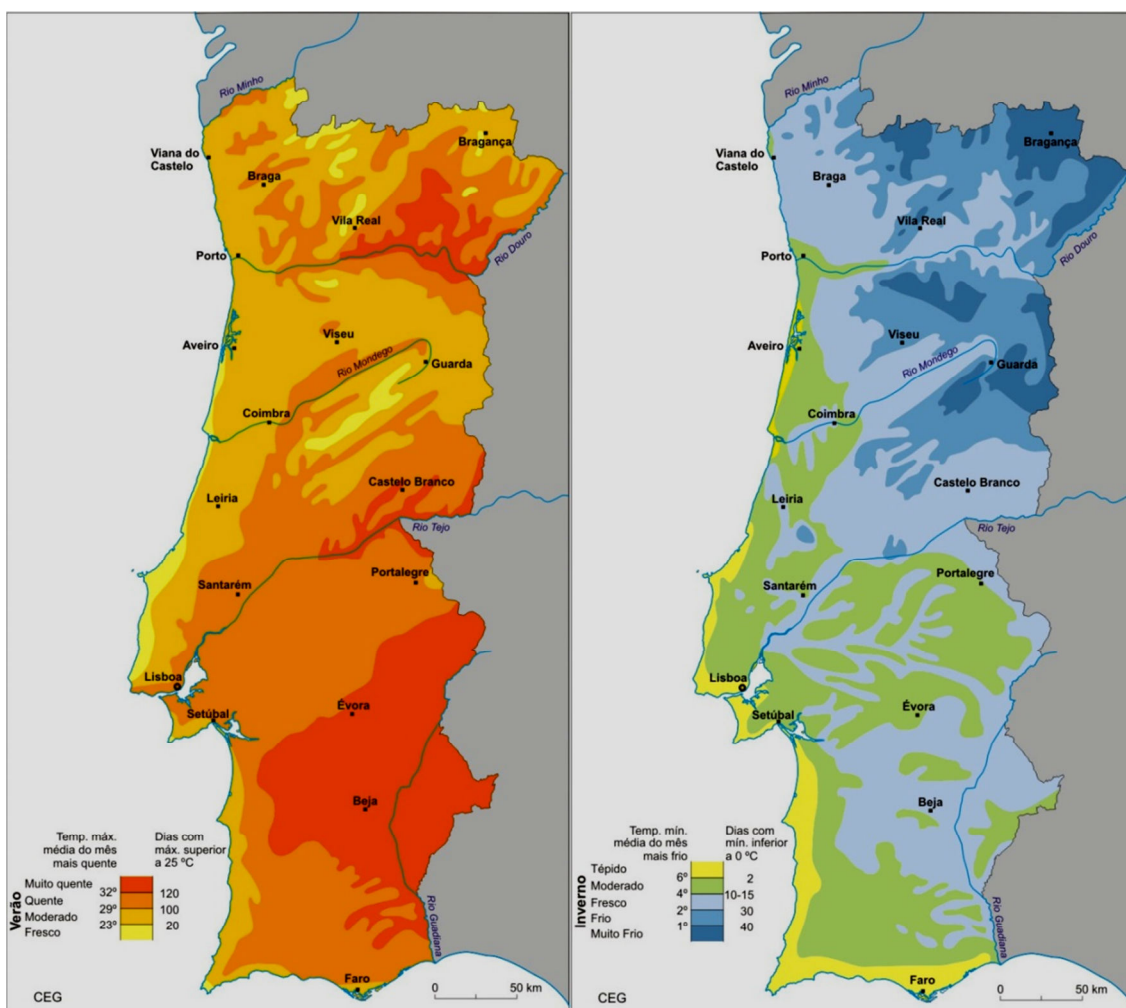 Rio Minho
Bragança
Viana do
Castelo
Braga
Vila Real
Rio Douro
Porto
Viseu
Aveiro
Rio Mondego
Guarda
Coimbra
Castelo Branco
Leiria
Rio Tejo
Portalegre
Santarém
Lisboa
Évora
Setúbal
Beja
Rio Guadiana
Faro
Verão
Temp. máx.
média do mês
mais quente
Dias com
máx. superior
a 25 ºC
Muito quente
32º
120
Quente
29º
100
Moderado
23º
20
Fresco
0
50 km
CEG
Rio Minho
Bragança
Viana do
Castelo
Braga
Vila Real
Rio Douro
Porto
Viseu
Aveiro
Rio Mondego
Guarda
Coimbra
Castelo Branco
Leiria
Rio Tejo
Portalegre
Santarém
Lisboa
Évora
Setúbal
Beja
Rio Guadiana
Faro
Inverno
Temp. mín.
média do mês
mais frio
Dias com
mín. inferior
a 0 ºC
Tépido
6º
2
Moderado
4º
10-15
Fresco
2º
30
Frio
1º
40
Muito Frio
0
50 km
CEG